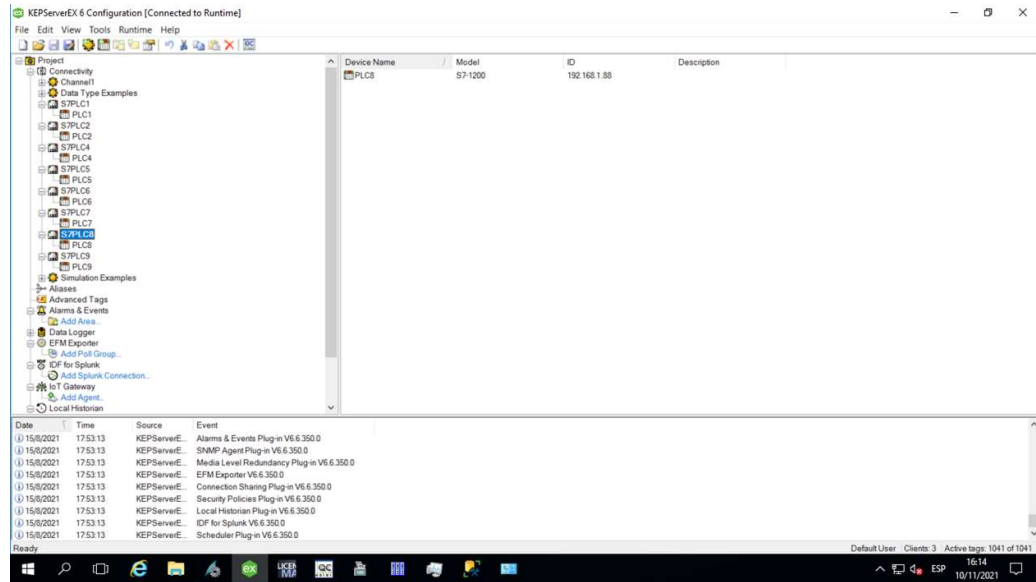 KEPServerEX 6 Configuration [Connected to Runtime]
File Edit View Tools Runtime Help
Project
Connectivity
Channel1
Data Type Examples
S7PLC1
PLC1
S7PLC2
PLC2
S7PLC4
PLC4
S7PLC5
PLC5
S7PLC6
PLC6
S7PLC7
PLC7
S7PLC8
PLC8
S7PLC9
PLC9
Simulation Examples
Aliases
Advanced Tags
Alarms & Events
Add Area...
Data Logger
EFM Exporter
Add Poll Group...
IDF for Splunk
Add Splunk Connection...
IoT Gateway
Add Agent...
Local Historian
Device Name Model ID Description
PLC8 S7-1200 192.168.1.88
Date Time Source Event
15/8/2021 17:53:13 KEPServerE... Alarms & Events Plug-in V6.6.350.0
15/8/2021 17:53:13 KEPServerE... SNMP Agent Plug-in V6.6.350.0
15/8/2021 17:53:13 KEPServerE... Media Level Redundancy Plug-in V6.6.350.0
15/8/2021 17:53:13 KEPServerE... EFM Exporter V6.6.350.0
15/8/2021 17:53:13 KEPServerE... Connection Sharing Plug-in V6.6.350.0
15/8/2021 17:53:13 KEPServerE... Security Policies Plug-in V6.6.350.0
15/8/2021 17:53:13 KEPServerE... Local Historian Plug-in V6.6.350.0
15/8/2021 17:53:13 KEPServerE... IDF for Splunk V6.6.350.0
15/8/2021 17:53:13 KEPServerE... Scheduler Plug-in V6.6.350.0
Ready Default User Clients: 3 Active tags: 1041 of 1041
ex LICEN QC ESP 16:14
10/11/2021